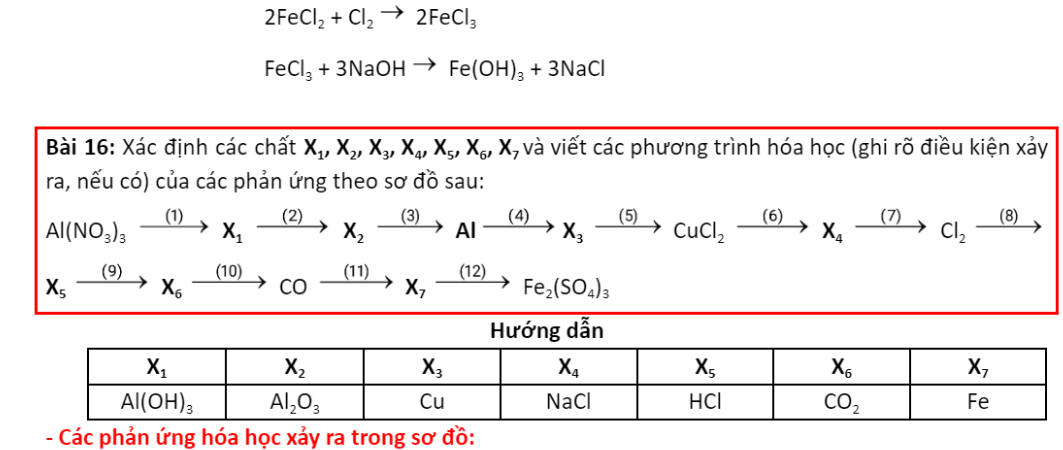 2FeCl₂ + Cl₂ → 2FeCl₃
FeCl₃ + 3NaOH → Fe(OH)₃ + 3NaCl
Bài 16: Xác định các chất X₁, X₂, X₃, X₄, X₅, X₆, X₇ và viết các phương trình hóa học (ghi rõ điều kiện xảy
ra, nếu có) của các phản ứng theo sơ đồ sau:
Al(NO₃)₃ —(1)→ X₁ —(2)→ X₂ —(3)→ Al —(4)→ X₃ —(5)→ CuCl₂ —(6)→ X₄ —(7)→ Cl₂ —(8)→
X₅ —(9)→ X₆ —(10)→ CO —(11)→ X₇ —(12)→ Fe₂(SO₄)₃
Hướng dẫn
X₁ X₂ X₃ X₄ X₅ X₆ X₇
Al(OH)₃ Al₂O₃ Cu NaCl HCl CO₂ Fe
- Các phản ứng hóa học xảy ra trong sơ đồ: